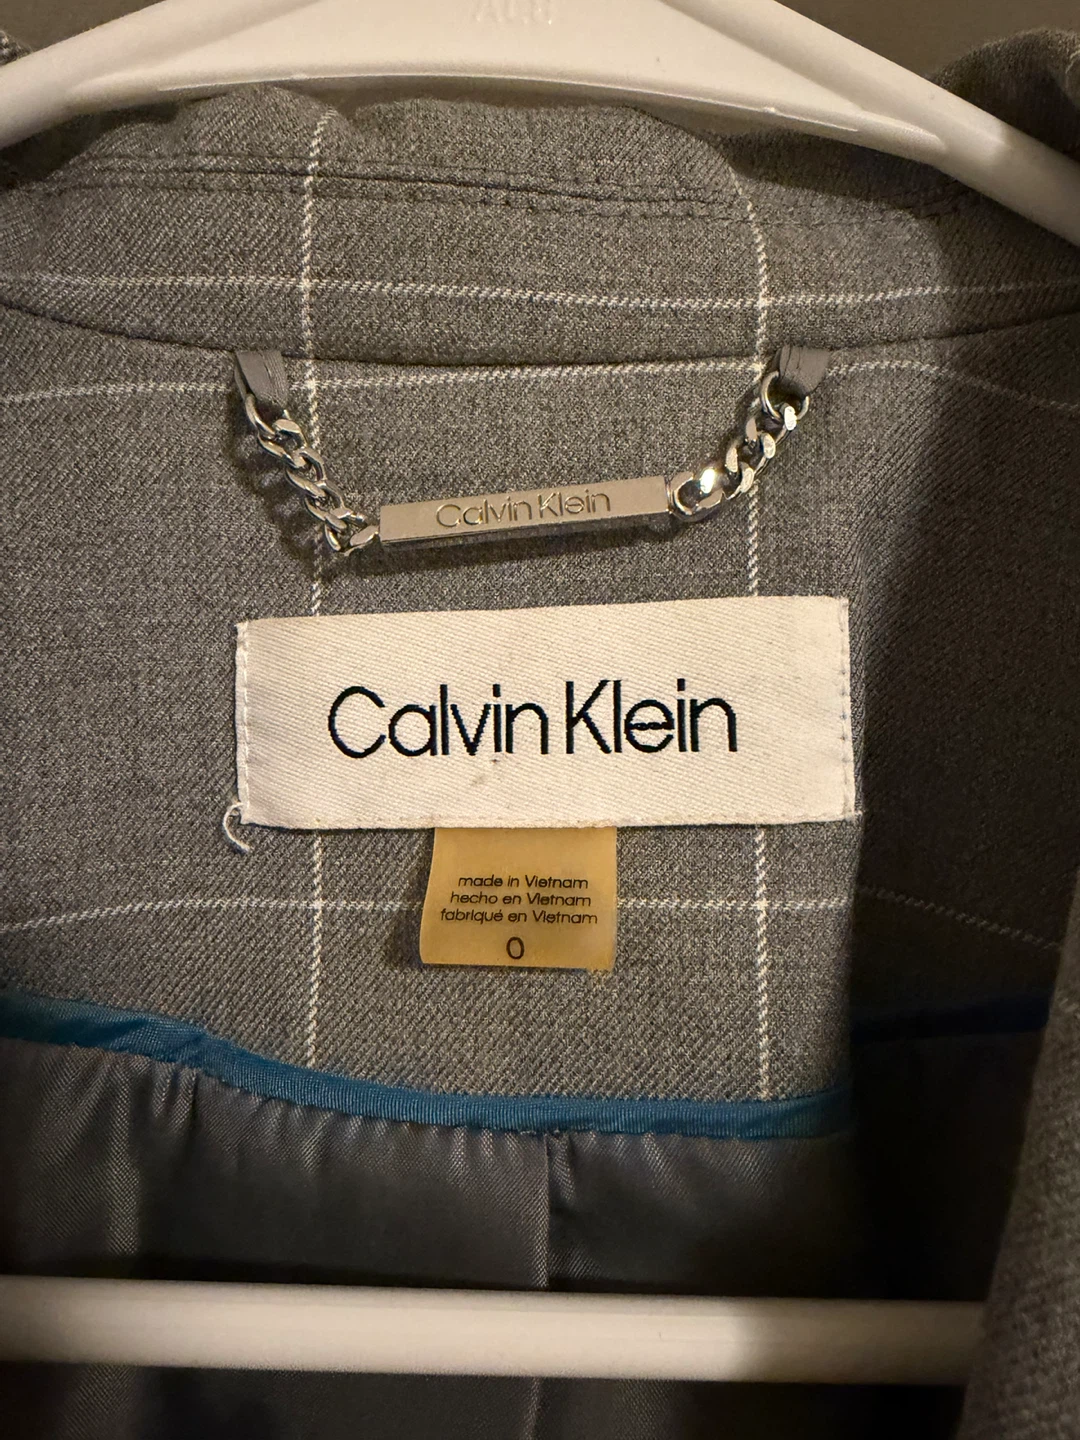 Calvin Klein
Calvin Klein
made in Vietnam
hecho en Vietnam
fabriqué en Vietnam
0